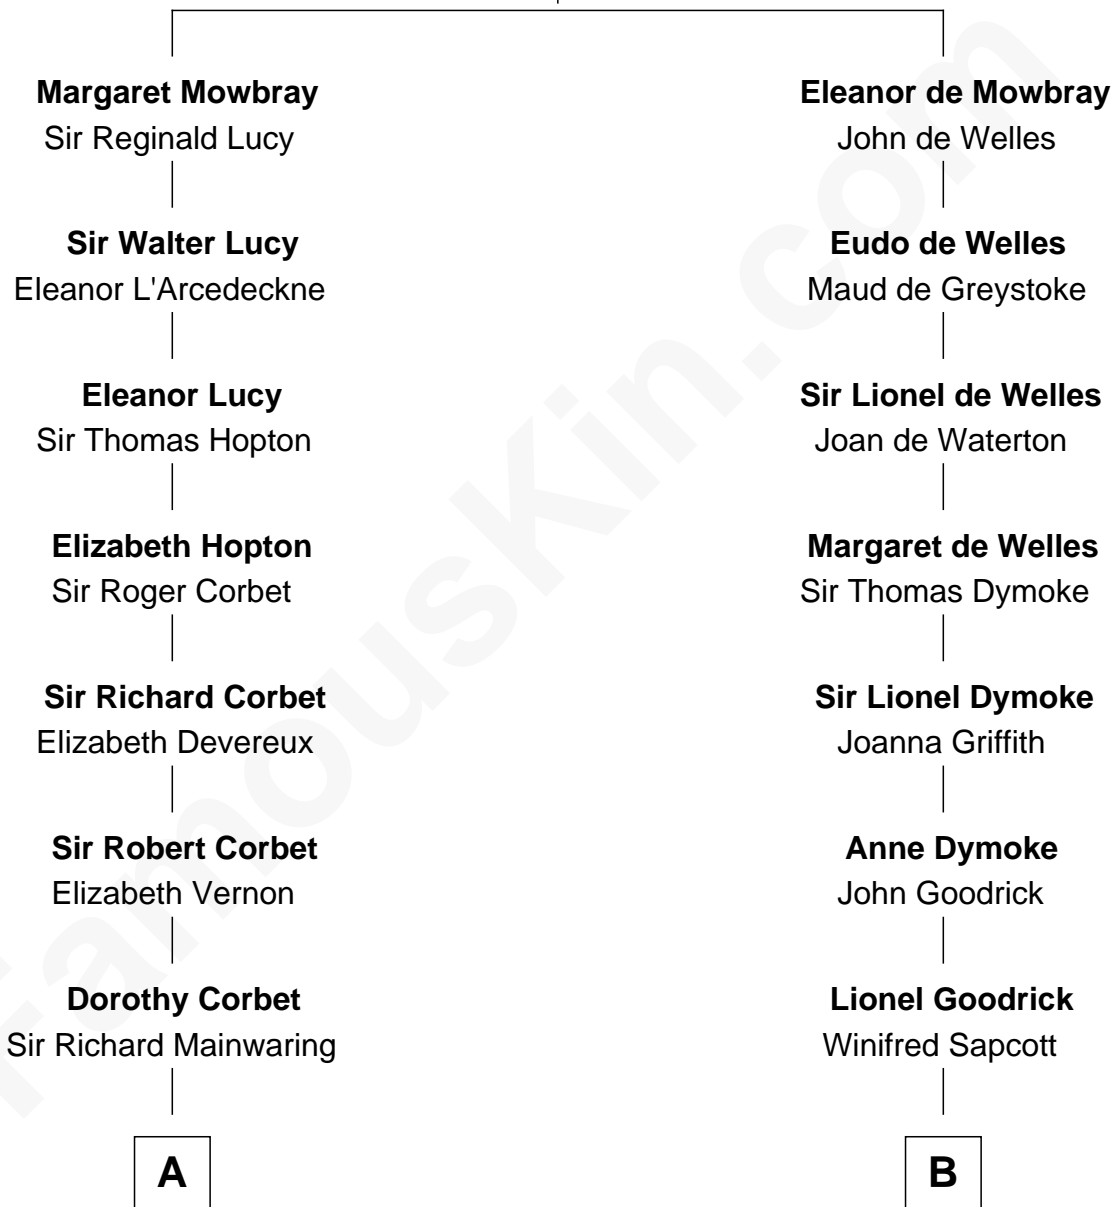 Margaret Mowbray
Sir Reginald Lucy
Sir Walter Lucy
Eleanor L'Arcedeckne
Eleanor Lucy
Sir Thomas Hopton
Elizabeth Hopton
Sir Roger Corbet
Sir Richard Corbet
Elizabeth Devereux
Sir Robert Corbet
Elizabeth Vernon
Dorothy Corbet
Sir Richard Mainwaring
A
Eleanor de Mowbray
John de Welles
Eudo de Welles
Maud de Greystoke
Sir Lionel de Welles
Joan de Waterton
Margaret de Welles
Sir Thomas Dymoke
Sir Lionel Dymoke
Joanna Griffith
Anne Dymoke
John Goodrick
Lionel Goodrick
Winifred Sapcott
B
FamousKin.com